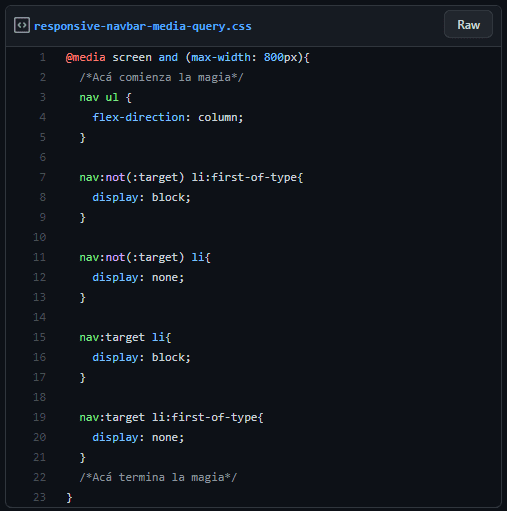 responsive-navbar-media-query.css
Raw
1 @media screen and (max-width: 800px){
2 /*Acá comienza la magia*/
3 nav ul {
4 flex-direction: column;
5 }
6
7 nav:not(:target) li:first-of-type{
8 display: block;
9 }
10
11 nav:not(:target) li{
12 display: none;
13 }
14
15 nav:target li{
16 display: block;
17 }
18
19 nav:target li:first-of-type{
20 display: none;
21 }
22 /*Acá termina la magia*/
23 }